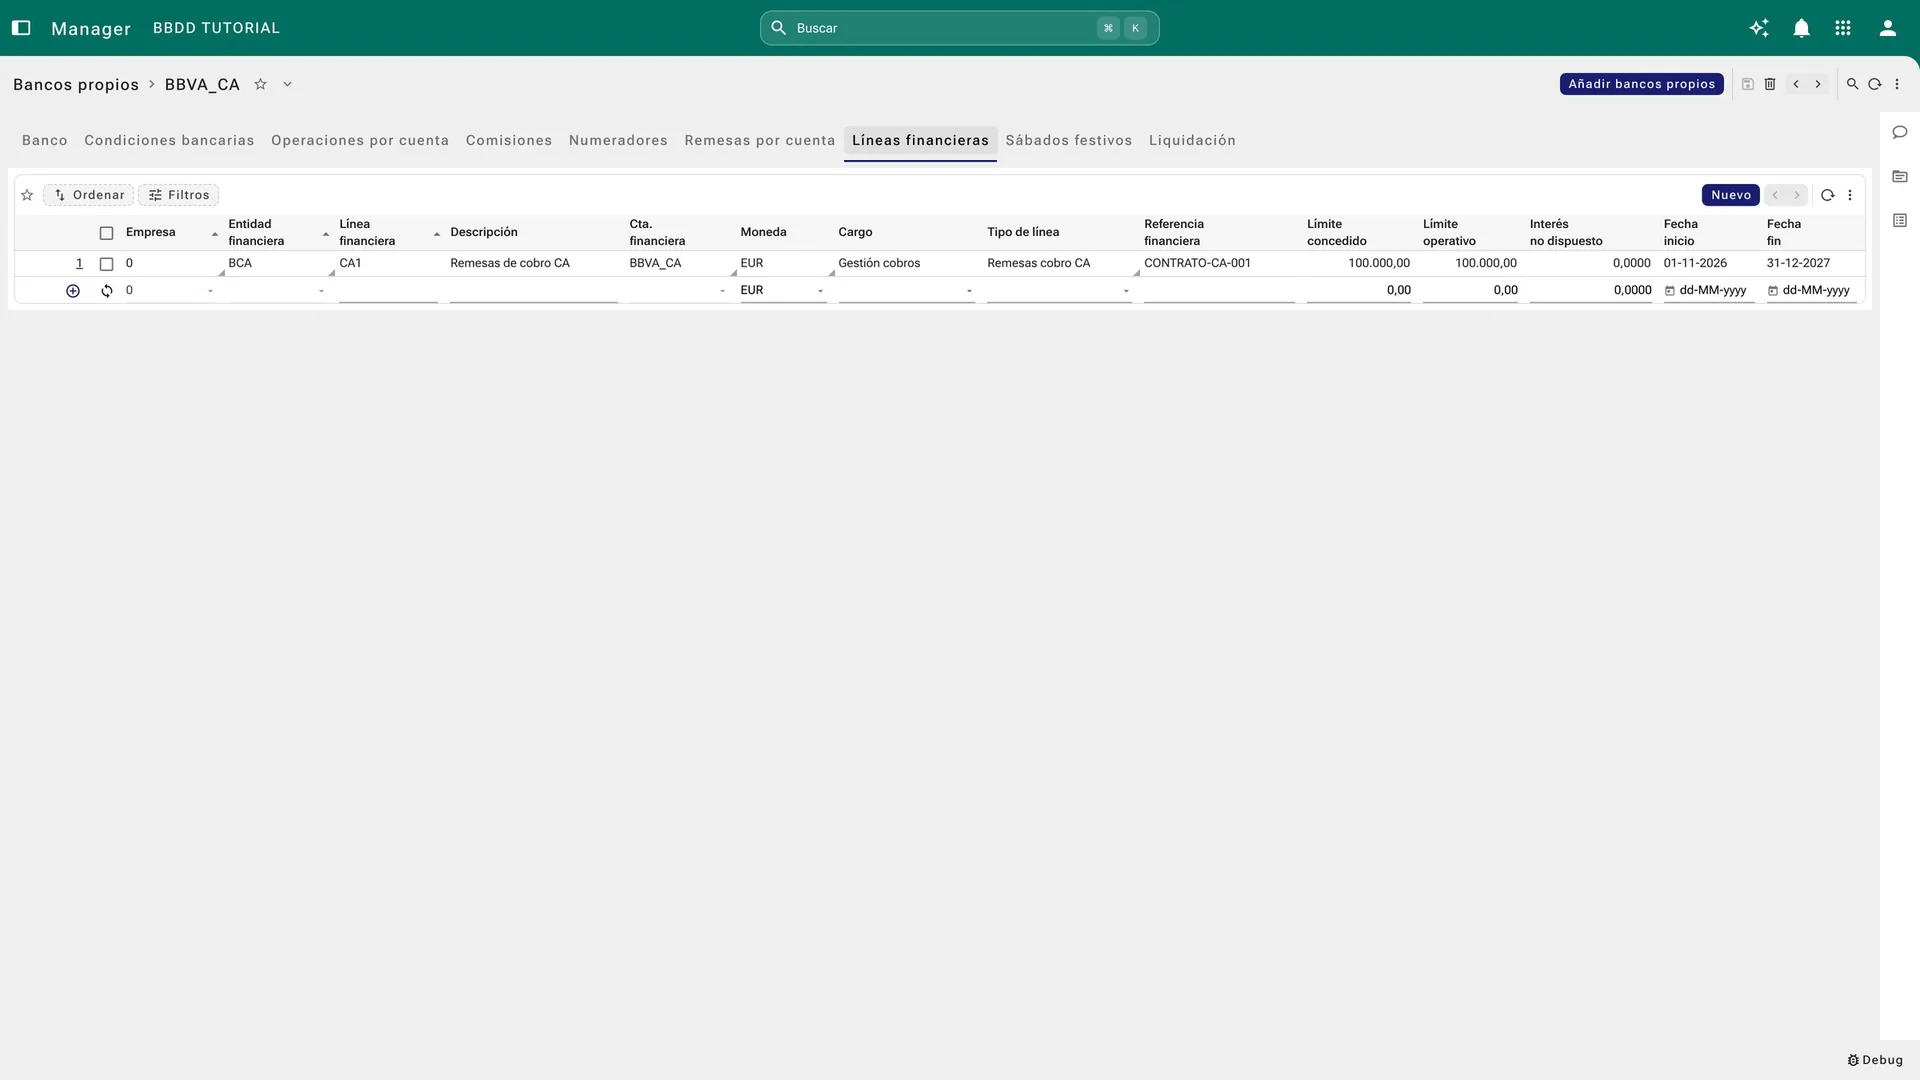 Manager BBDD TUTORIAL Buscar ⌘ K
Bancos propios > BBVA_CA Añadir bancos propios
Banco Condiciones bancarias Operaciones por cuenta Comisiones Numeradores Remesas por cuenta Líneas financieras Sábados festivos Liquidación
Ordenar Filtros Nuevo
Empresa Entidad financiera Línea financiera Descripción Cta. financiera Moneda Cargo Tipo de línea Referencia financiera Límite concedido Límite operativo Interés no dispuesto Fecha inicio Fecha fin
1 0 BCA CA1 Remesas de cobro CA BBVA_CA EUR Gestión cobros Remesas cobro CA CONTRATO-CA-001 100.000,00 100.000,00 0,0000 01-11-2026 31-12-2027
0 EUR 0,00 0,00 0,0000 dd-MM-yyyy dd-MM-yyyy
Debug